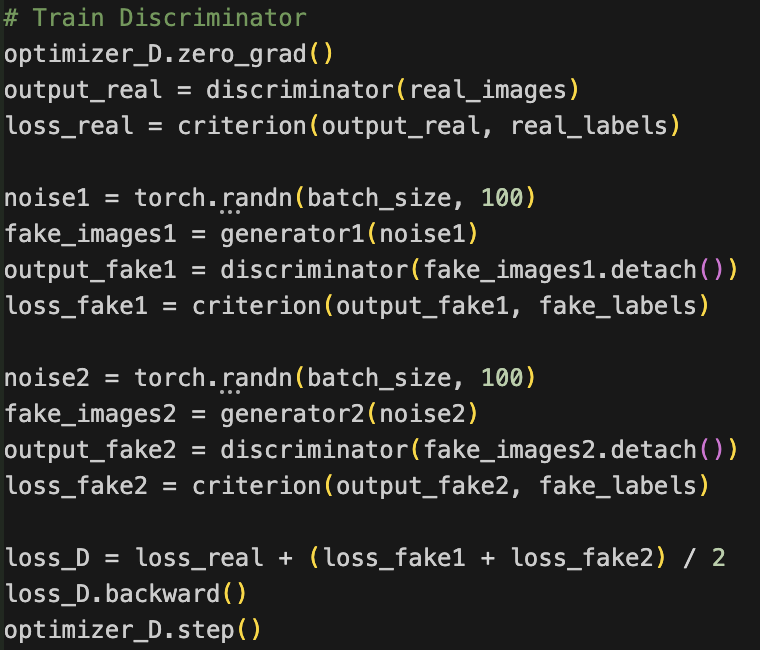 # Train Discriminator
optimizer_D.zero_grad()
output_real = discriminator(real_images)
loss_real = criterion(output_real, real_labels)
noise1 = torch.randn(batch_size, 100)
fake_images1 = generator1(noise1)
output_fake1 = discriminator(fake_images1.detach())
loss_fake1 = criterion(output_fake1, fake_labels)
noise2 = torch.randn(batch_size, 100)
fake_images2 = generator2(noise2)
output_fake2 = discriminator(fake_images2.detach())
loss_fake2 = criterion(output_fake2, fake_labels)
loss_D = loss_real + (loss_fake1 + loss_fake2) / 2
loss_D.backward()
optimizer_D.step()